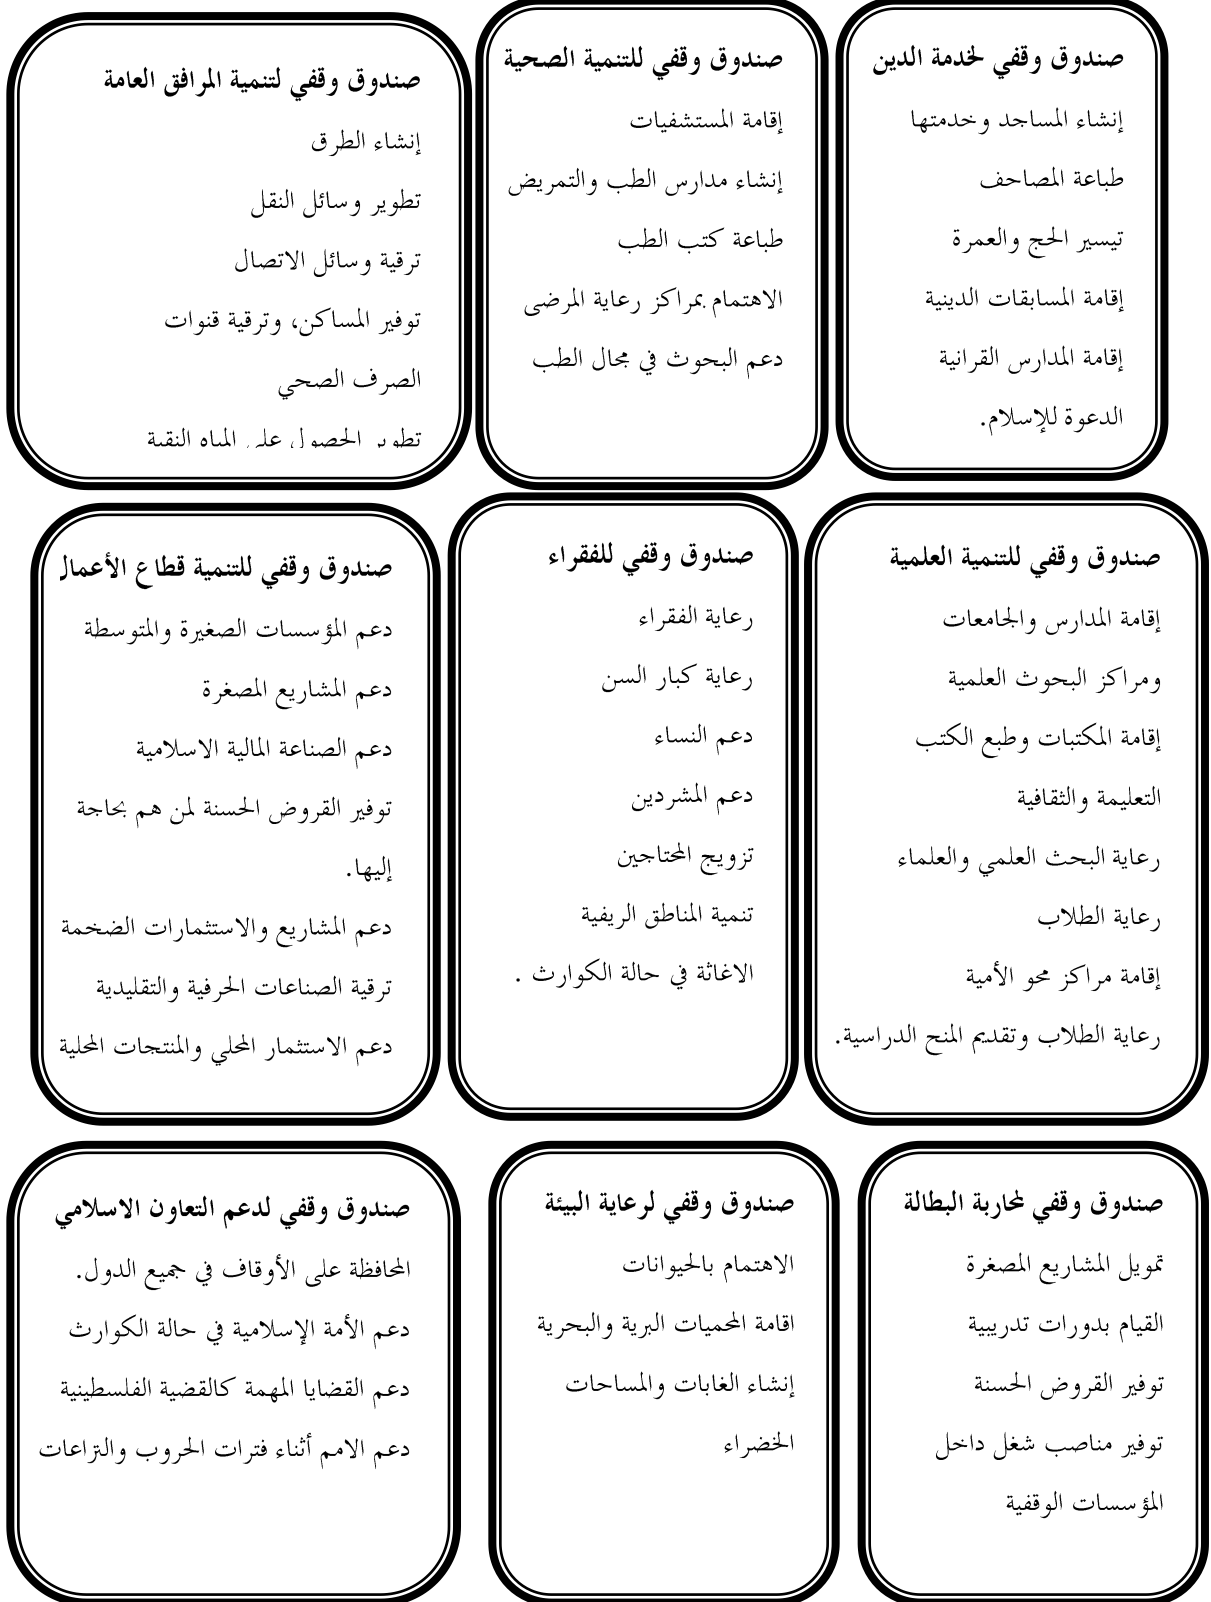 صندوق وقفي لخدمة الدين
إنشاء المساجد وخدمتها
طباعة المصاحف
تيسير الحج والعمرة
إقامة المسابقات الدينية
إقامة المدارس القرانية
الدعوة للإسلام.
صندوق وقفي للتنمية الصحية
إقامة المستشفيات
إنشاء مدارس الطب والتمريض
طباعة كتب الطب
الاهتمام بمراكز رعاية المرضى
دعم البحوث في مجال الطب
صندوق وقفي لتنمية المرافق العامة
إنشاء الطرق
تطوير وسائل النقل
ترقية وسائل الاتصال
توفير المساكن، وترقية قنوات
الصرف الصحي
تطوير الحصول على المياه النقية
صندوق وقفي للتنمية العلمية
إقامة المدارس والجامعات
ومراكز البحوث العلمية
إقامة المكتبات وطبع الكتب
التعليمة والثقافية
رعاية البحث العلمي والعلماء
رعاية الطلاب
إقامة مراكز محو الأمية
رعاية الطلاب وتقديم المنح الدراسية.
صندوق وقفي للفقراء
رعاية الفقراء
رعاية كبار السن
دعم النساء
دعم المشردين
تزويج المحتاجين
تنمية المناطق الريفية
الاغاثة في حالة الكوارث .
صندوق وقفي للتنمية قطاع الأعمال
دعم المؤسسات الصغيرة والمتوسطة
دعم المشاريع المصغرة
دعم الصناعة المالية الاسلامية
توفير القروض الحسنة لمن هم بحاجة
إليها.
دعم المشاريع والاستثمارات الضخمة
ترقية الصناعات الحرفية والتقليدية
دعم الاستثمار المحلي والمنتجات المحلية
صندوق وقفي لمحاربة البطالة
تمويل المشاريع المصغرة
القيام بدورات تدريبية
توفير القروض الحسنة
توفير مناصب شغل داخل
المؤسسات الوقفية
صندوق وقفي لرعاية البيئة
الاهتمام بالحيوانات
اقامة المحميات البرية والبحرية
إنشاء الغابات والمساحات
الخضراء
صندوق وقفي لدعم التعاون الاسلامي
المحافظة على الأوقاف في جميع الدول.
دعم الأمة الإسلامية في حالة الكوارث
دعم القضايا المهمة كالقضية الفلسطينية
دعم الامم أثناء فترات الحروب والنزاعات